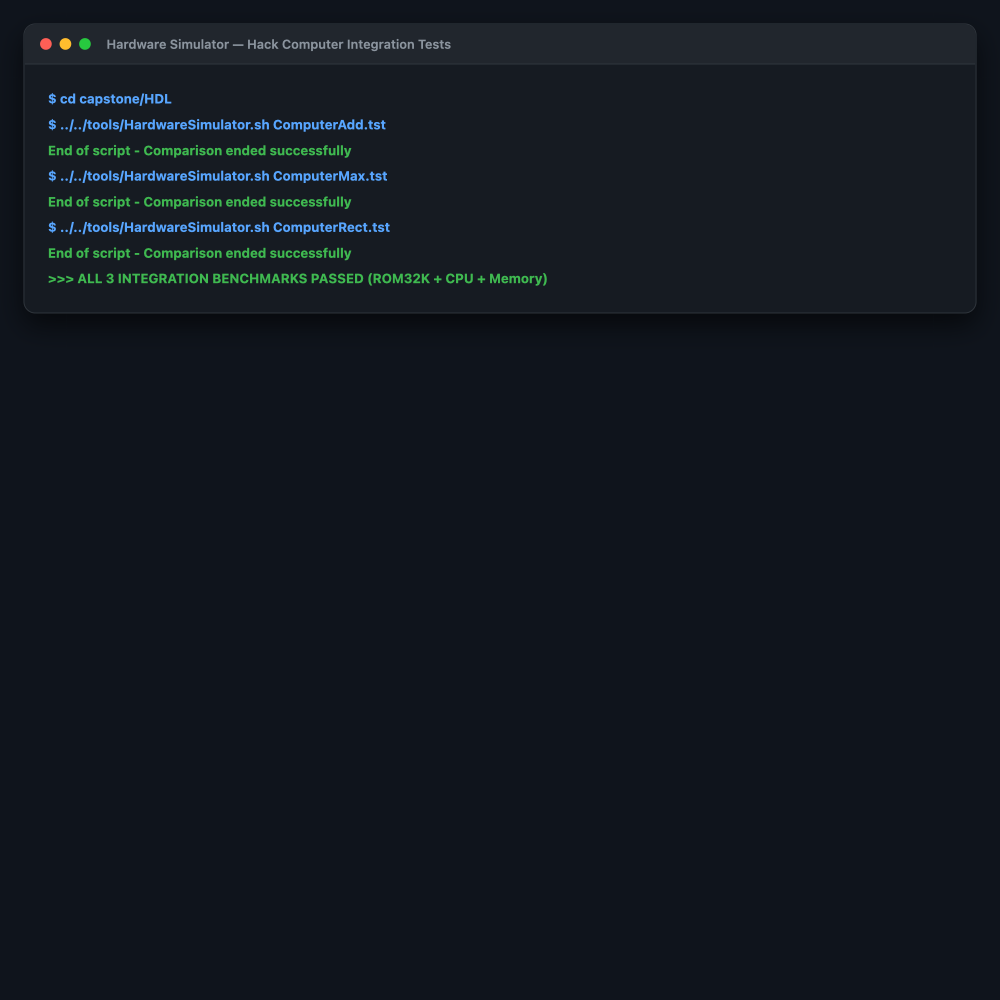 Hardware Simulator — Hack Computer Integration Tests
$ cd capstone/HDL
$ ../../tools/HardwareSimulator.sh ComputerAdd.tst
End of script - Comparison ended successfully
$ ../../tools/HardwareSimulator.sh ComputerMax.tst
End of script - Comparison ended successfully
$ ../../tools/HardwareSimulator.sh ComputerRect.tst
End of script - Comparison ended successfully
>>> ALL 3 INTEGRATION BENCHMARKS PASSED (ROM32K + CPU + Memory)